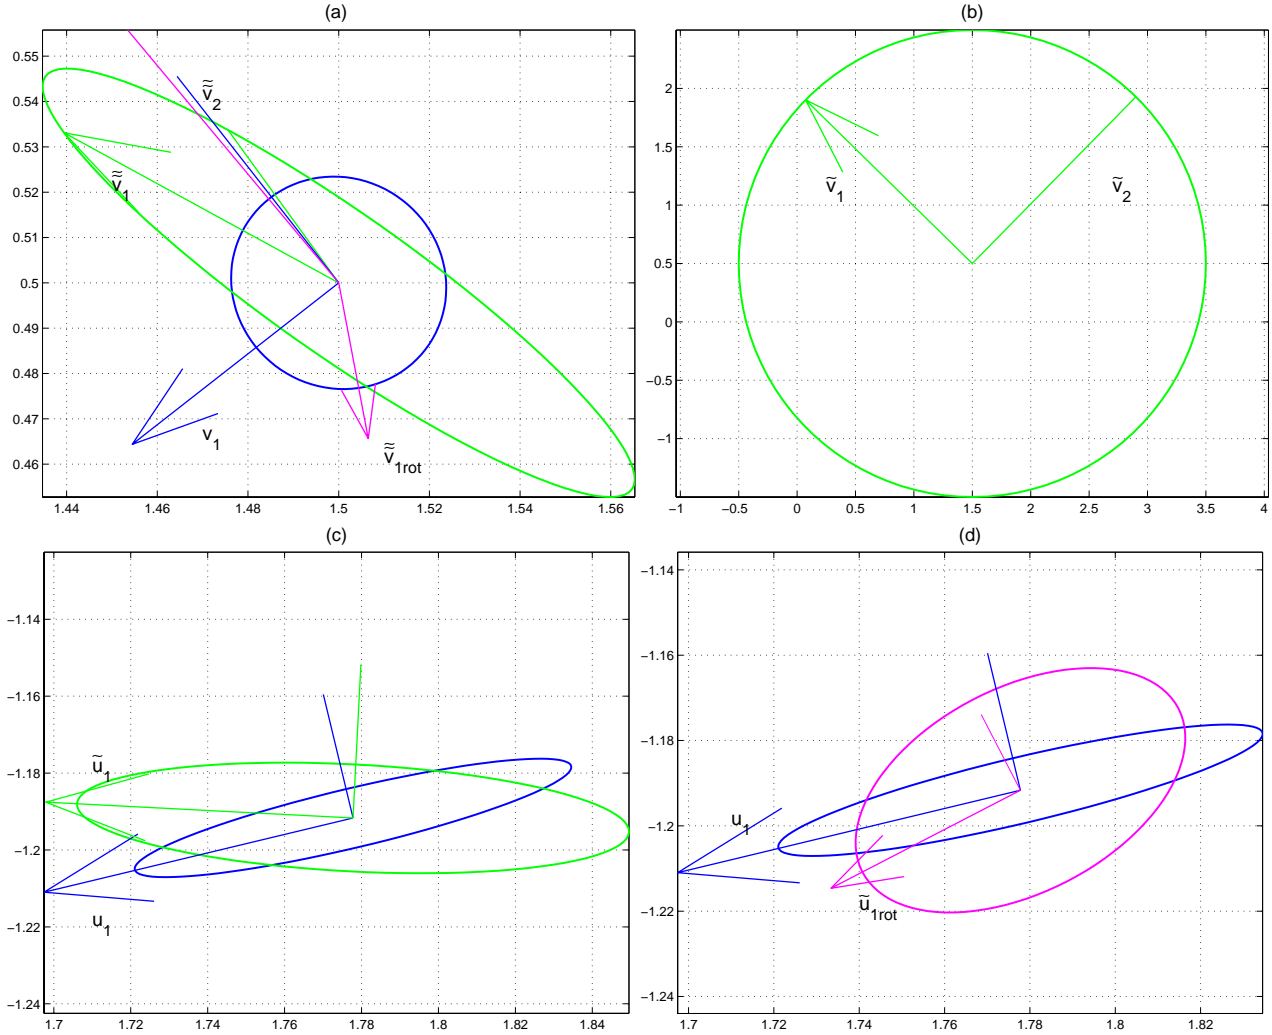 (a)
0.55
0.54
0.53
0.52
0.51
0.5
0.49
0.48
0.47
0.46
1.44 1.46 1.48 1.5 1.52 1.54 1.56
ṽ̃₂
ṽ̃₁
v₁
ṽ̃₁rot
(b)
2
1.5
1
0.5
0
−0.5
−1
−1 −0.5 0 0.5 1 1.5 2 2.5 3 3.5 4
ṽ₁
ṽ₂
(c)
−1.14
−1.16
−1.18
−1.2
−1.22
−1.24
1.7 1.72 1.74 1.76 1.78 1.8 1.82 1.84
ũ₁
u₁
(d)
−1.14
−1.16
−1.18
−1.2
−1.22
−1.24
1.7 1.72 1.74 1.76 1.78 1.8 1.82
u₁
ũ₁rot